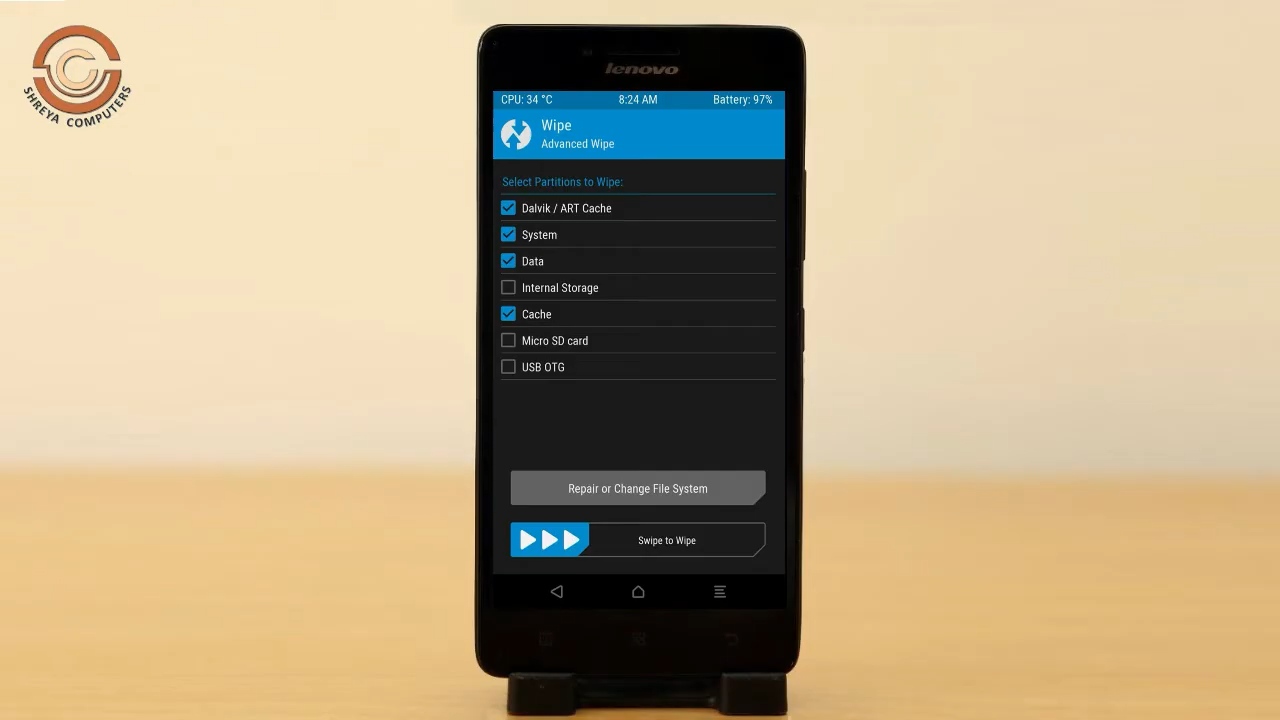 SHREYA COMPUTERS
lenovo
CPU: 34 °C 8:24 AM Battery: 97%
Wipe
Advanced Wipe
Select Partitions to Wipe:
Dalvik / ART Cache
System
Data
Internal Storage
Cache
Micro SD card
USB OTG
Repair or Change File System
Swipe to Wipe